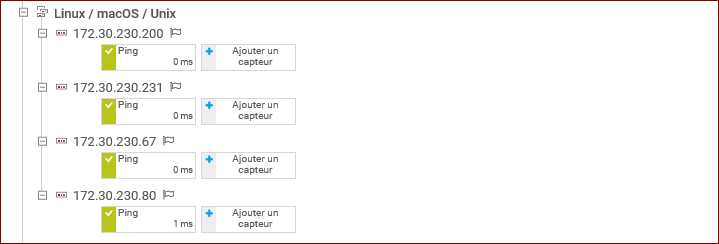 Linux / macOS / Unix
172.30.230.200
Ping
0 ms
Ajouter un
capteur
172.30.230.231
Ping
0 ms
Ajouter un
capteur
172.30.230.67
Ping
0 ms
Ajouter un
capteur
172.30.230.80
Ping
1 ms
Ajouter un
capteur